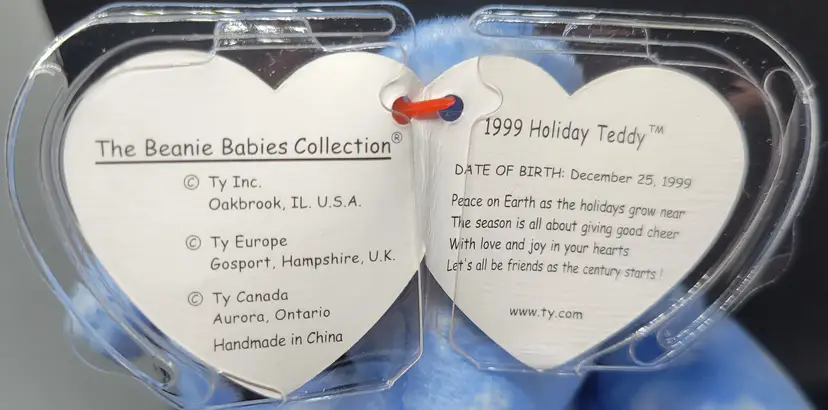 The Beanie Babies Collection®
© Ty Inc.
Oakbrook, IL. U.S.A.
© Ty Europe
Gosport, Hampshire, U.K.
© Ty Canada
Aurora, Ontario
Handmade in China
1999 Holiday Teddy™
DATE OF BIRTH: December 25, 1999
Peace on Earth as the holidays grow near
The season is all about giving good cheer
With love and joy in your hearts
Let's all be friends as the century starts !
www.ty.com